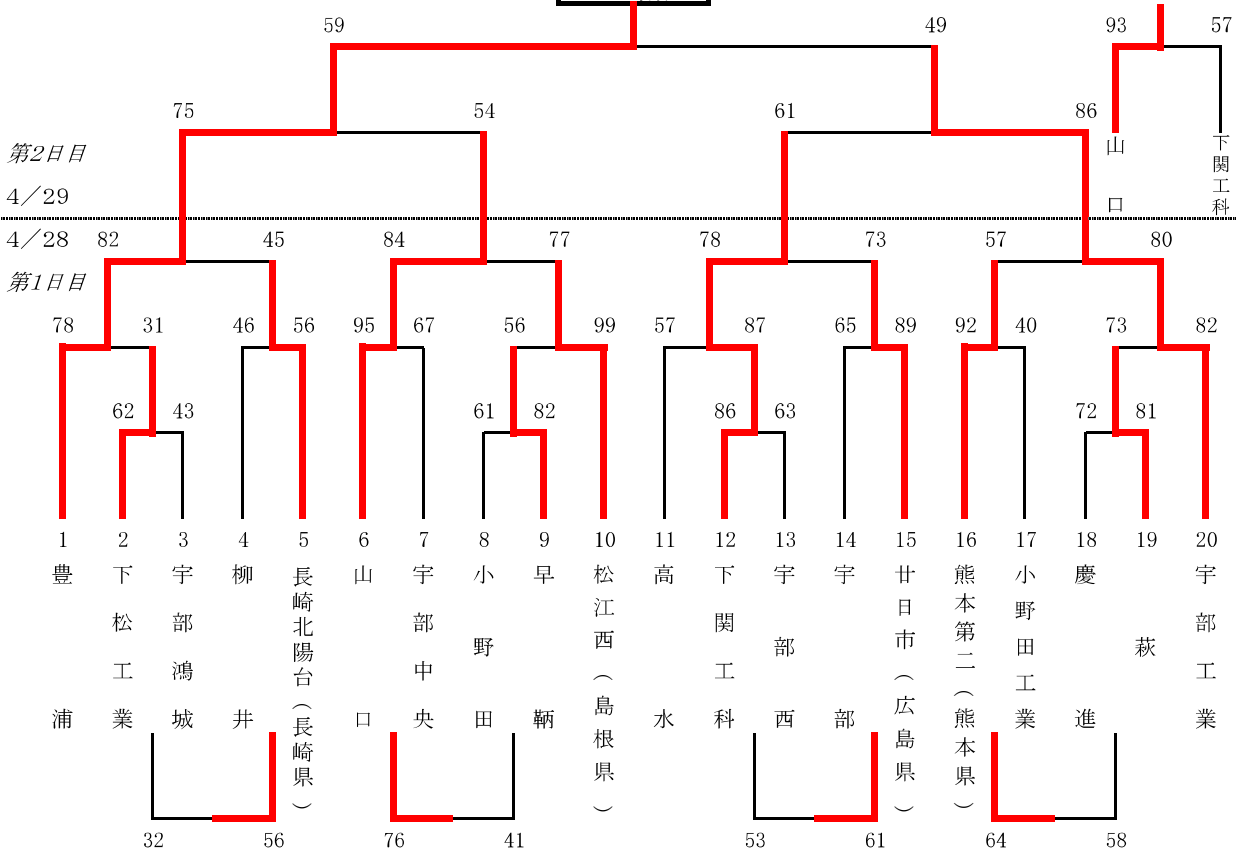 59 49 93 57
75 54 61 86
第2日目
山口
下関工科
4／29
4／28
82 45 84 77 78 73 57 80
第1日目
78 31 46 56 95 67 56 99 57 87 65 89 92 40 73 82
62 43 61 82 86 63 72 81
1 2 3 4 5 6 7 8 9 10 11 12 13 14 15 16 17 18 19 20
豊浦
下松工業
宇部鴻城
柳井
長崎北陽台（長崎県）
山口
宇部中央
小野田
早鞆
松江西（島根県）
高水
下関工科
宇部西
宇部
廿日市（広島県）
熊本第二（熊本県）
小野田工業
慶進
萩
宇部工業
32 56 76 41 53 61 64 58